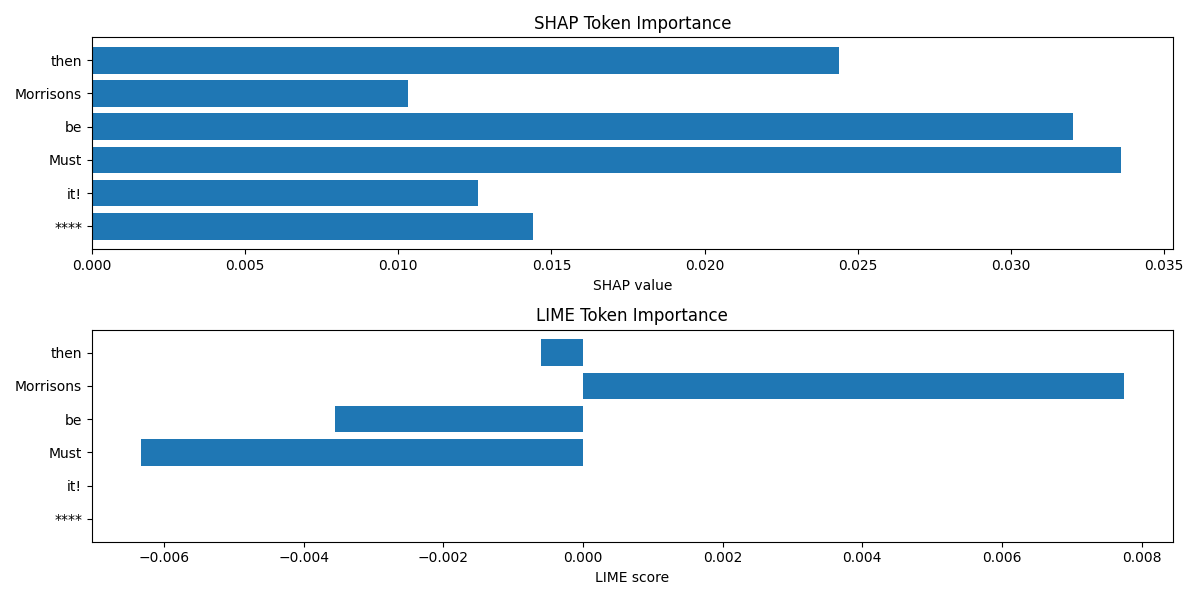 SHAP Token Importance
then
Morrisons
be
Must
it!
****
0.000 0.005 0.010 0.015 0.020 0.025 0.030 0.035
SHAP value
LIME Token Importance
then
Morrisons
be
Must
it!
****
−0.006 −0.004 −0.002 0.000 0.002 0.004 0.006 0.008
LIME score